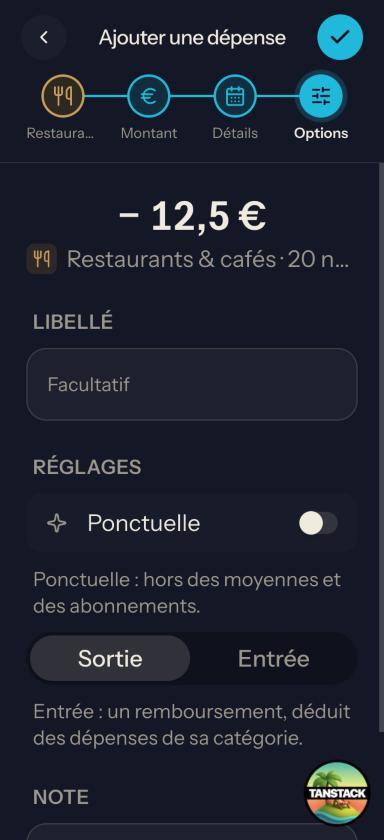 Ajouter une dépense
€
Restaura...
Montant
Détails
Options
− 12,5 €
Restaurants & cafés · 20 n...
LIBELLÉ
Facultatif
RÉGLAGES
Ponctuelle
Ponctuelle : hors des moyennes et
des abonnements.
Sortie
Entrée
Entrée : un remboursement, déduit
des dépenses de sa catégorie.
TANSTACK
NOTE